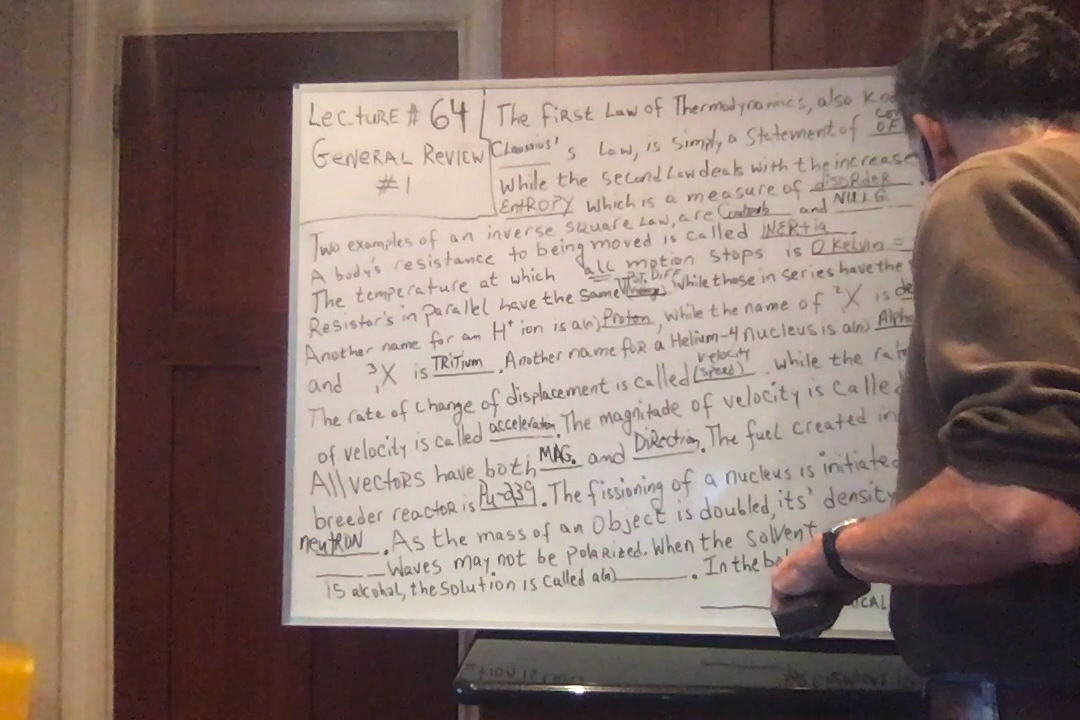 LECTURE # 64
GENERAL REVIEW
#1
The first Law of Thermodynamics, also
Clausius' s Law, is simply a statement of OF
While the second Law deals with the increase
ENTROPY which is a measure of disorder
Two examples of an inverse square Law, are and
A body's resistance to being moved is called INERtia
The temperature at which all motion stops is 0 kelvin =
Resistor's in parallel have the same Pot. Diff while those in series have the
Another name for an H+ ion is a(n) Proton, while the name of ²X is
and ³₁X is TRITium. Another name foR a Helium-4 nucleus is a(n)
The rate of change of displacement is called velocity (speed) while the
of velocity is called acceleration. The magnitude of velocity is
All vectors have both MAG. and Direction. The fuel created in
breeder reactor is Pu-239. The fissioning of a nucleus is
neutRON. As the mass of an Object is doubled, its' density
_____ Waves may not be polarized. When the solvent
is alcohol, the solution is called a(n)______. In the